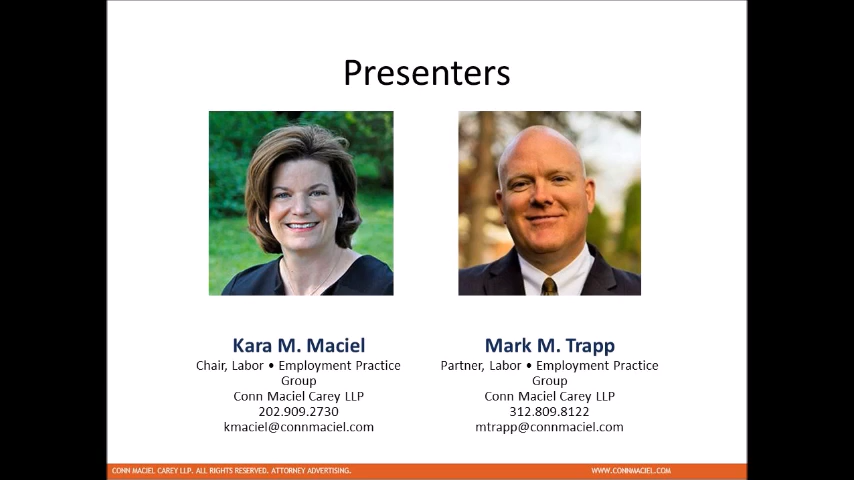 Presenters
Kara M. Maciel
Chair, Labor • Employment Practice
Group
Conn Maciel Carey LLP
202.909.2730
kmaciel@connmaciel.com
Mark M. Trapp
Partner, Labor • Employment Practice
Group
Conn Maciel Carey LLP
312.809.8122
mtrapp@connmaciel.com
CONN MACIEL CAREY LLP. ALL RIGHTS RESERVED. ATTORNEY ADVERTISING.
WWW.CONNMACIEL.COM